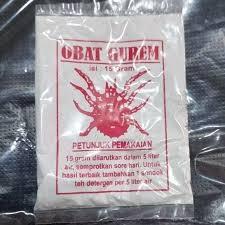 OBAT GUREM
isi : 15 Gram
PETUNJUK PEMAKAIAN
15 gram dilarutkan dalam 5 liter
air, semprotkan sore hari. Untuk
hasil terbaik tambahkan 1 sendok
teh detergen per 5 liter air